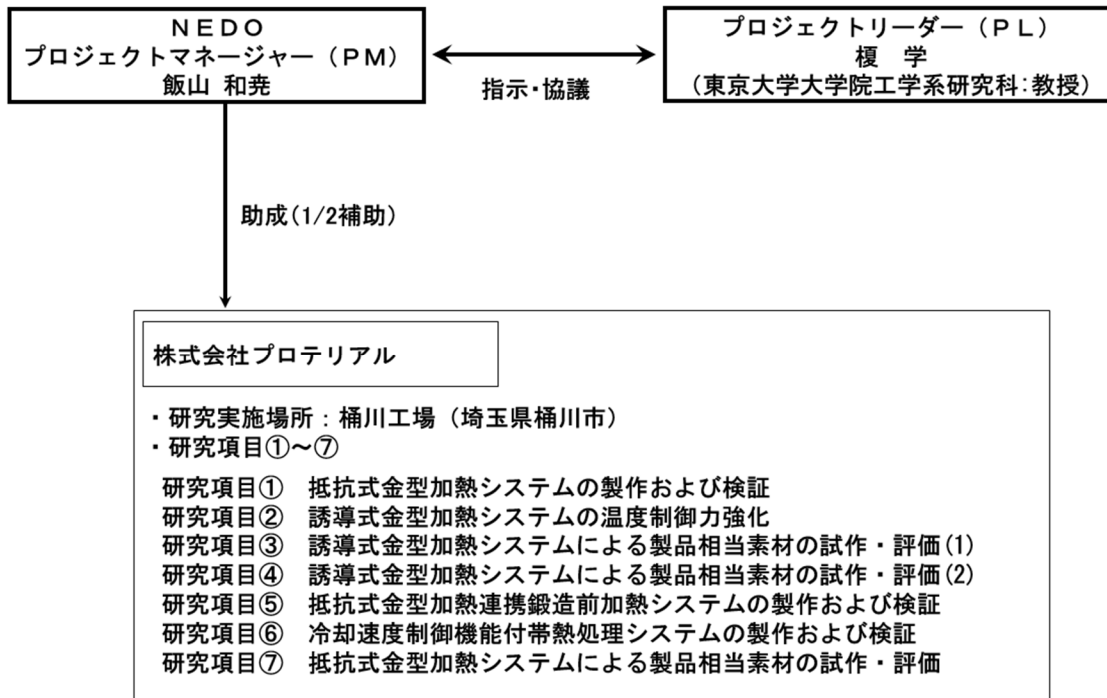 ＮＥＤＯ
プロジェクトマネージャー（ＰＭ）
飯山 和尭
プロジェクトリーダー（ＰＬ）
榎 学
（東京大学大学院工学系研究科：教授）
指示・協議
助成（1/2補助）
株式会社プロテリアル
・研究実施場所：桶川工場（埼玉県桶川市）
・研究項目①～⑦
研究項目① 抵抗式金型加熱システムの製作および検証
研究項目② 誘導式金型加熱システムの温度制御力強化
研究項目③ 誘導式金型加熱システムによる製品相当素材の試作・評価(1)
研究項目④ 誘導式金型加熱システムによる製品相当素材の試作・評価(2)
研究項目⑤ 抵抗式金型加熱連携鍛造前加熱システムの製作および検証
研究項目⑥ 冷却速度制御機能付帯熱処理システムの製作および検証
研究項目⑦ 抵抗式金型加熱システムによる製品相当素材の試作・評価